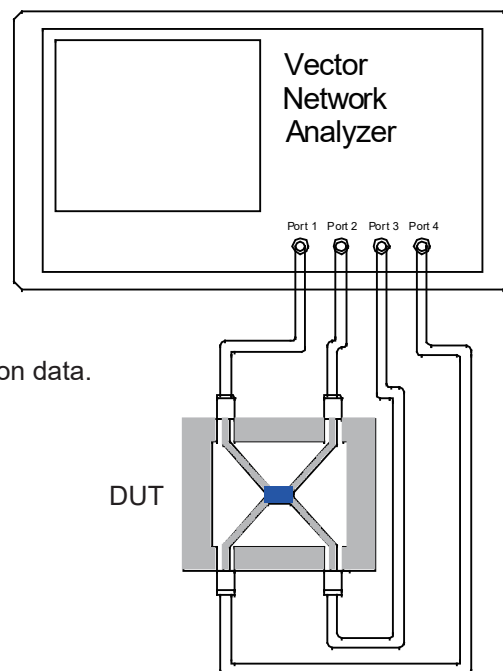 Vector
Network
Analyzer
Port 1 Port 2 Port 3 Port 4
on data.
DUT